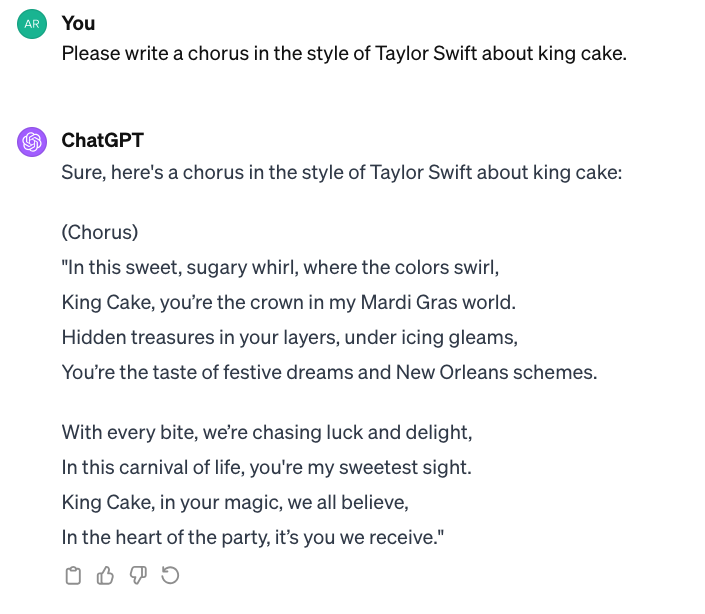 AR
You
Please write a chorus in the style of Taylor Swift about king cake.
ChatGPT
Sure, here's a chorus in the style of Taylor Swift about king cake:
(Chorus)
"In this sweet, sugary whirl, where the colors swirl,
King Cake, you’re the crown in my Mardi Gras world.
Hidden treasures in your layers, under icing gleams,
You’re the taste of festive dreams and New Orleans schemes.
With every bite, we’re chasing luck and delight,
In this carnival of life, you're my sweetest sight.
King Cake, in your magic, we all believe,
In the heart of the party, it’s you we receive."